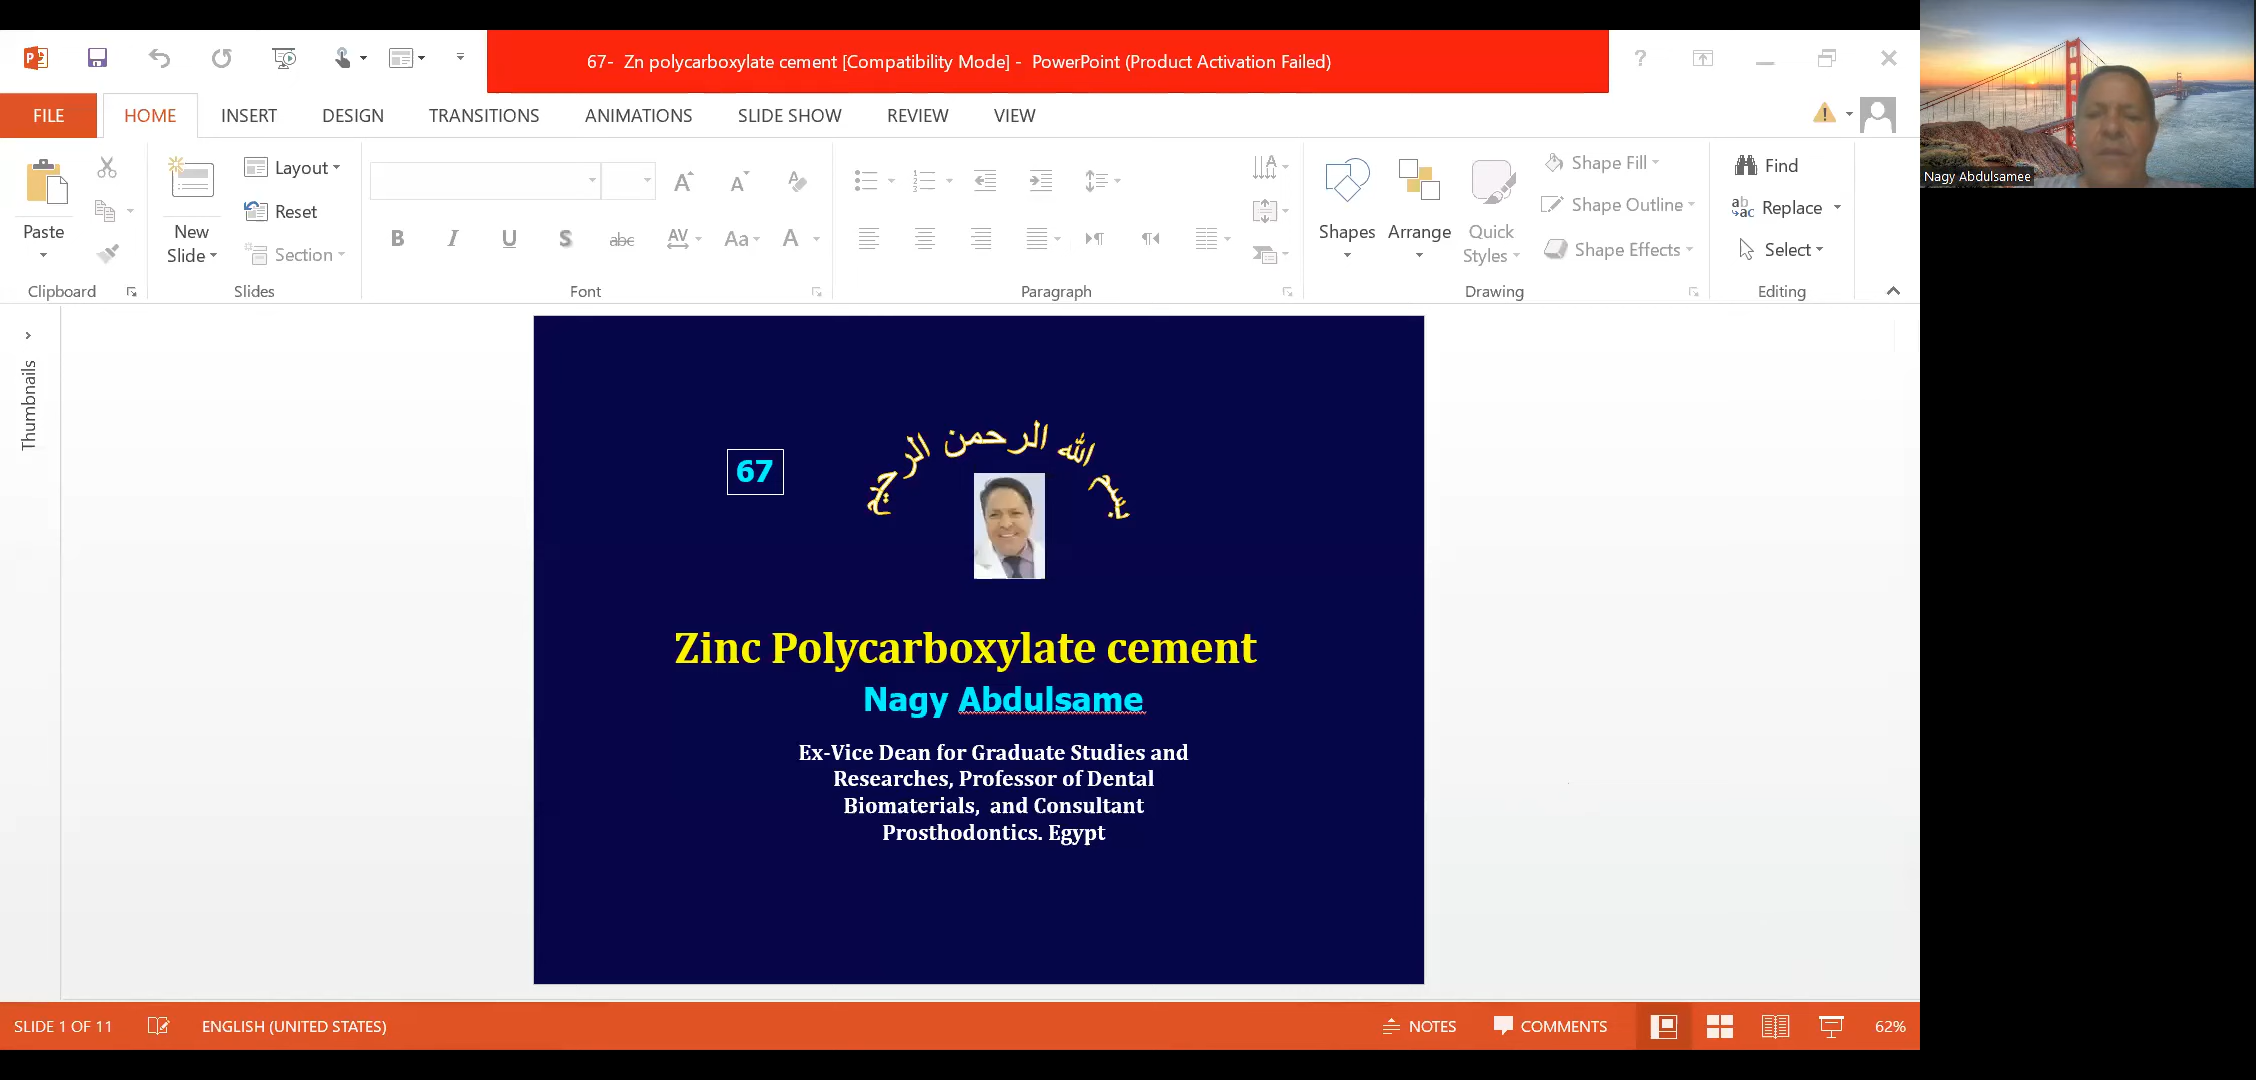 67-  Zn polycarboxylate cement [Compatibility Mode] -  PowerPoint (Product Activation Failed)
?
FILE
HOME
INSERT
DESIGN
TRANSITIONS
ANIMATIONS
SLIDE SHOW
REVIEW
VIEW
Nagy Abdulsamee
Paste
New
Slide
Layout
Reset
Section
B I U S abc AV Aa A
Shapes
Arrange
Quick
Styles
Shape Fill
Shape Outline
Shape Effects
Find
Replace
Select
Clipboard
Slides
Font
Paragraph
Drawing
Editing
Thumbnails
بسم الله الرحمن الرحيم
67
Zinc Polycarboxylate cement
Nagy Abdulsame
Ex-Vice Dean for Graduate Studies and
Researches, Professor of Dental
Biomaterials,  and Consultant
Prosthodontics. Egypt
SLIDE 1 OF 11
ENGLISH (UNITED STATES)
NOTES
COMMENTS
62%